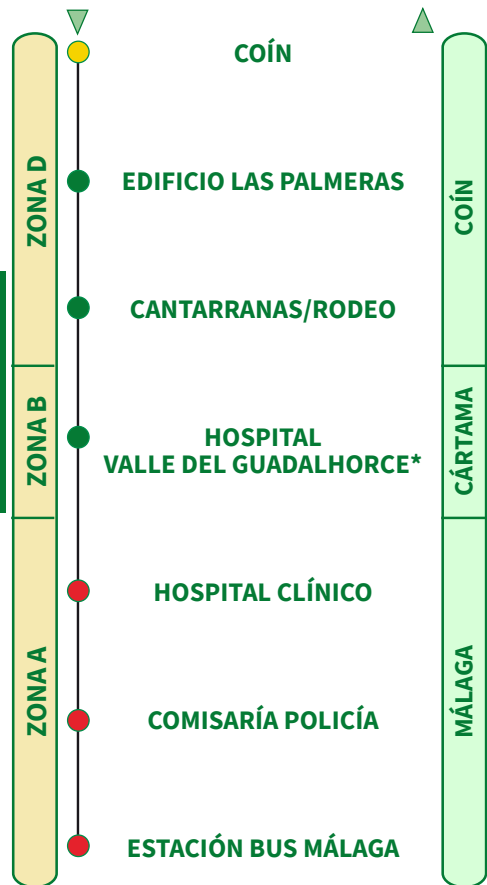 COÍN
EDIFICIO LAS PALMERAS
CANTARRANAS/RODEO
HOSPITAL
VALLE DEL GUADALHORCE*
HOSPITAL CLÍNICO
COMISARÍA POLICÍA
ESTACIÓN BUS MÁLAGA
ZONA D
ZONA B
ZONA A
COÍN
CÁRTAMA
MÁLAGA